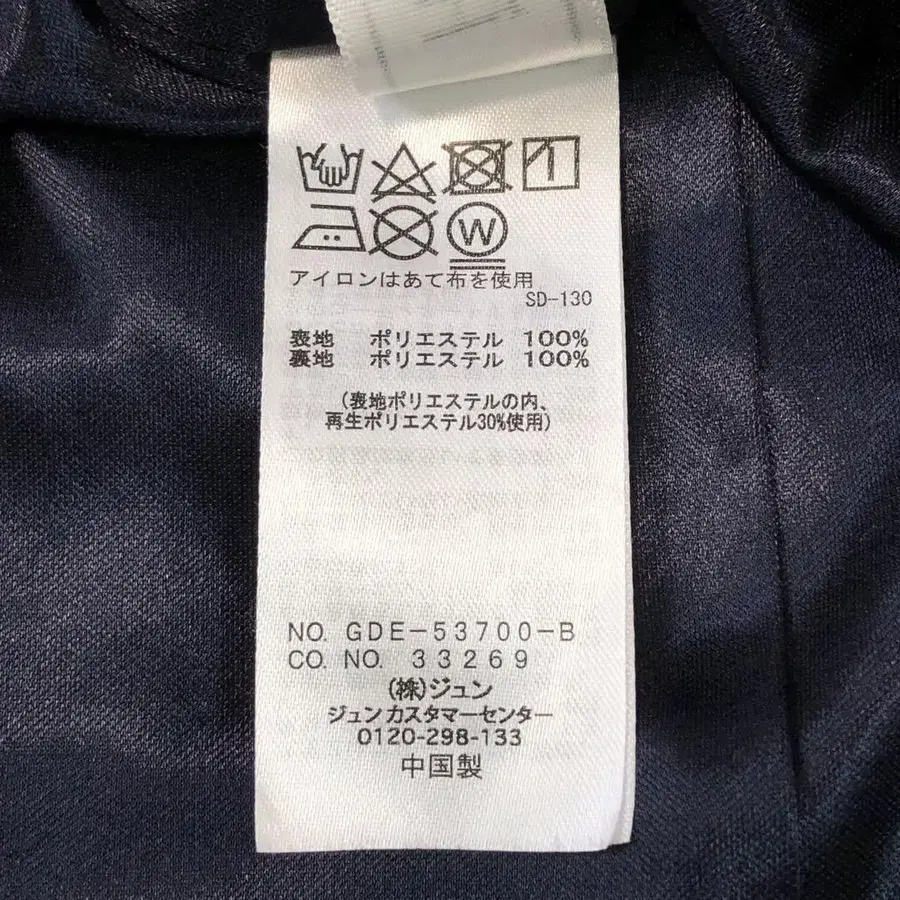 W
アイロンはあて布を使用
SD-130
表地 ポリエステル 100%
裏地 ポリエステル 100%
(表地ポリエステルの内、
再生ポリエステル30%使用)
NO. GDE-53700-B
CO. NO. 33269
(株)ジュン
ジュンカスタマーセンター
0120-298-133
中国製